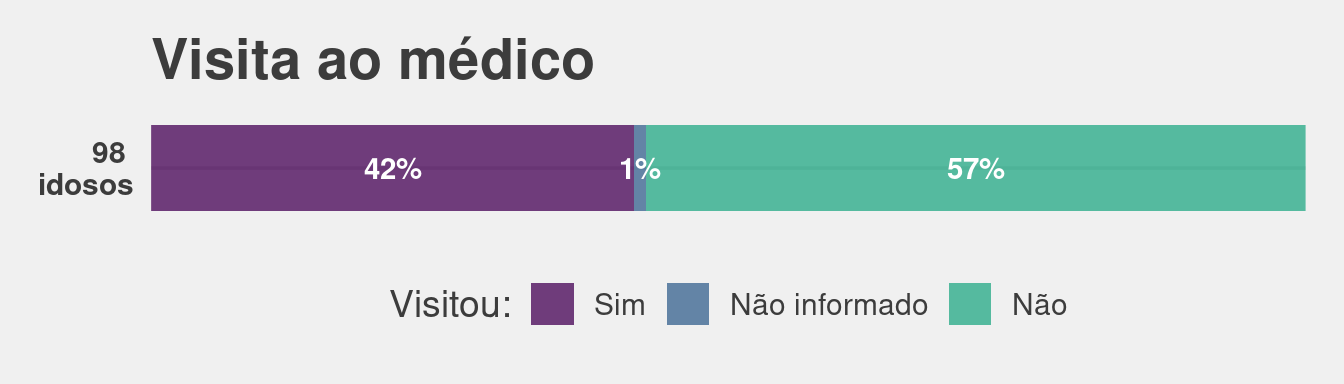 Visita ao médico
98
idosos
42% 1% 57%
Visitou: Sim Não informado Não